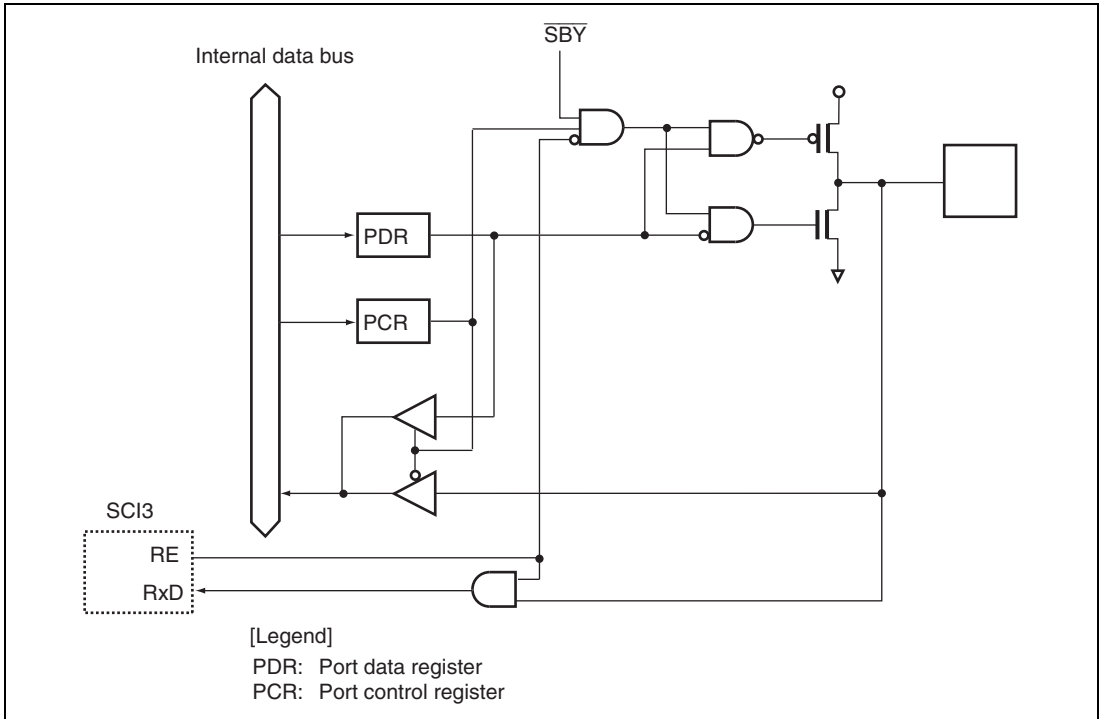 SBY
Internal data bus
PDR
PCR
SCI3
RE
RxD
[Legend]
PDR: Port data register
PCR: Port control register